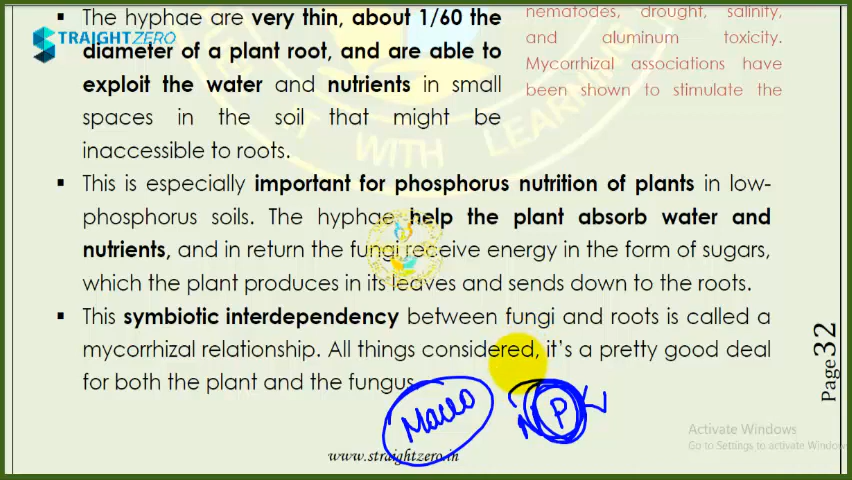 The hyphae are very thin, about 1/60 the
STRAIGHTZERO
diameter of a plant root, and are able to
exploit the water and nutrients in small
spaces in the soil that might be
inaccessible to roots.
nematodes, drought, salinity,
and aluminum toxicity.
Mycorrhizal associations have
been shown to stimulate the
IT WITH LEARNING
▪ This is especially important for phosphorus nutrition of plants in low-
phosphorus soils. The hyphae help the plant absorb water and
nutrients, and in return the fungi receive energy in the form of sugars,
which the plant produces in its leaves and sends down to the roots.
▪ This symbiotic interdependency between fungi and roots is called a
mycorrhizal relationship. All things considered, it's a pretty good deal
for both the plant and the fungus.
Macro
N P
www.straightzero.in
Page 32
Activate Windows
Go to Settings to activate Windows